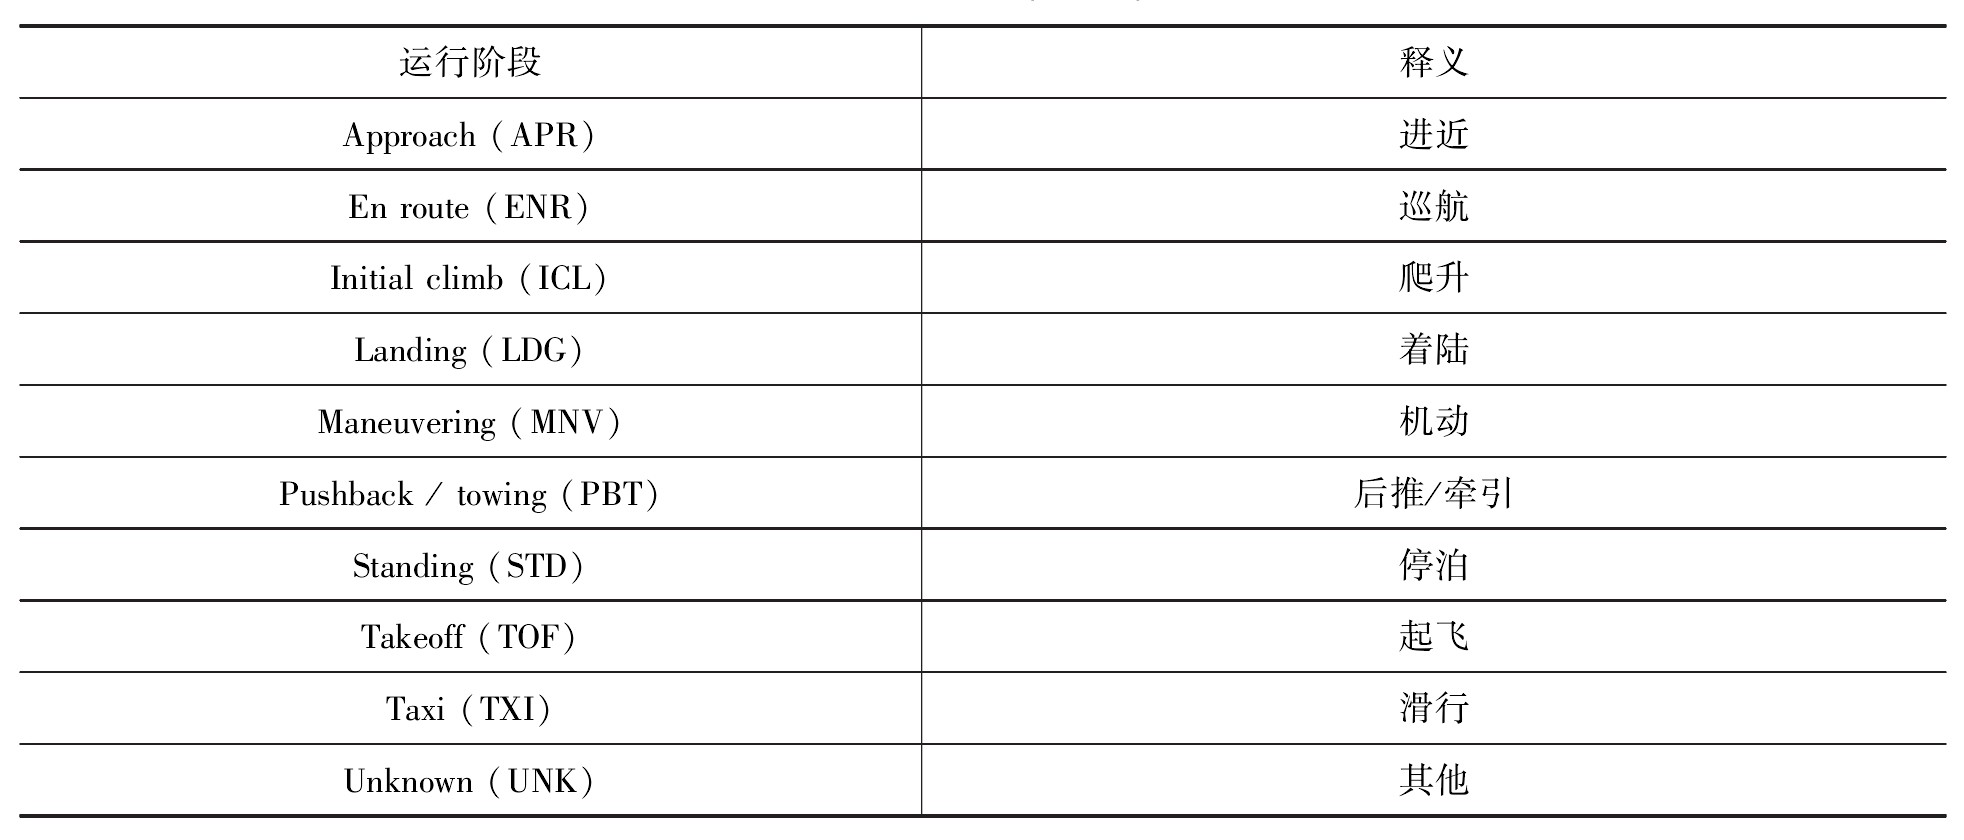 运行阶段 释义
Approach (APR) 进近
En route (ENR) 巡航
Initial climb (ICL) 爬升
Landing (LDG) 着陆
Maneuvering (MNV) 机动
Pushback / towing (PBT) 后推/牵引
Standing (STD) 停泊
Takeoff (TOF) 起飞
Taxi (TXI) 滑行
Unknown (UNK) 其他